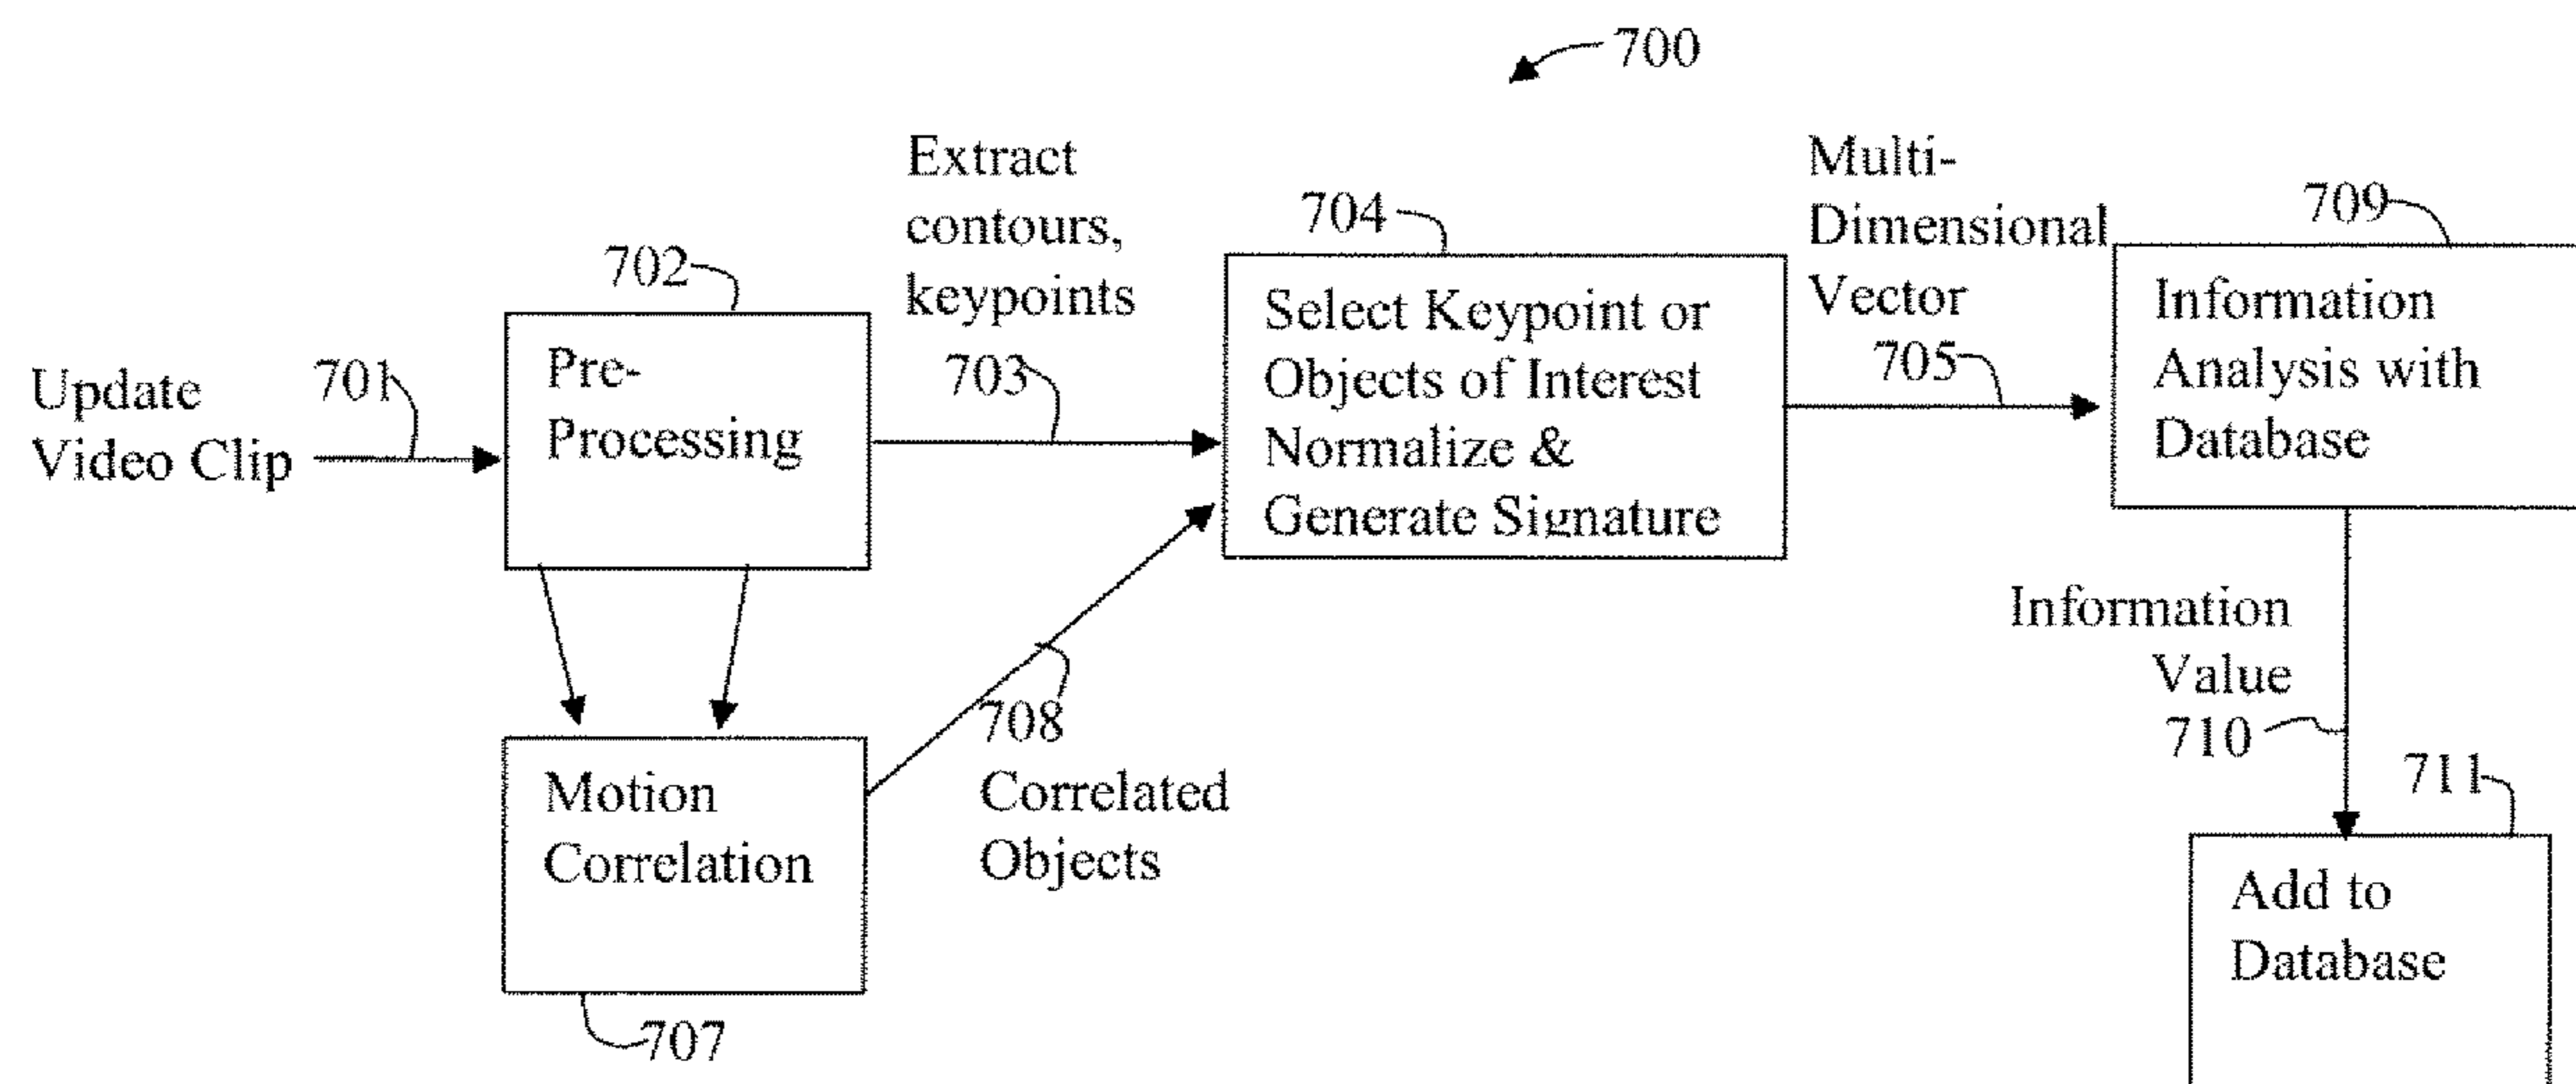 700
Update
Video Clip
701
702
Pre-
Processing
Extract
contours,
keypoints
703
704
Select Keypoint or
Objects of Interest
Normalize &
Generate Signature
Multi-
Dimensional
Vector
705
709
Information
Analysis with
Database
Motion
Correlation
707
708
Correlated
Objects
Information
Value
710
711
Add to
Database